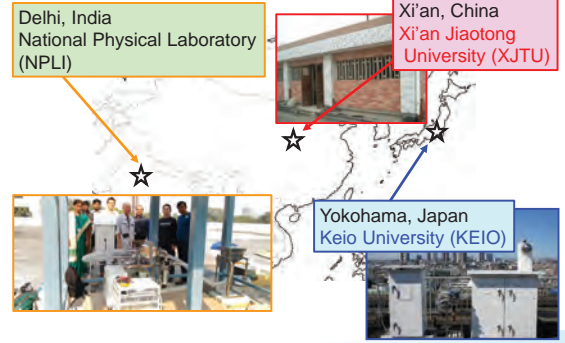 Delhi, India
National Physical Laboratory
(NPLI)
Xi'an, China
Xi'an Jiaotong
University (XJTU)
Yokohama, Japan
Keio University (KEIO)